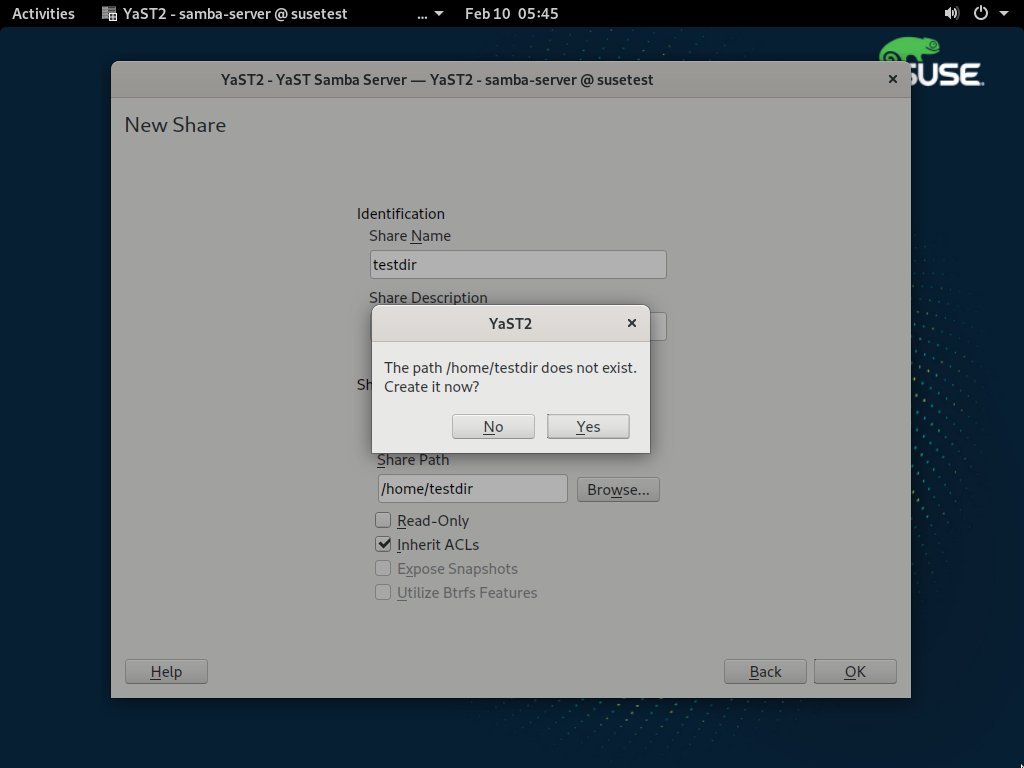 Activities YaST2 - samba-server @ susetest ... Feb 10 05:45
SUSE.
YaST2 - YaST Samba Server — YaST2 - samba-server @ susetest
New Share
Identification
Share Name
testdir
Share Description
YaST2
The path /home/testdir does not exist.
Create it now?
Sh
No Yes
Share Path
/home/testdir Browse...
Read-Only
Inherit ACLs
Expose Snapshots
Utilize Btrfs Features
Help Back OK